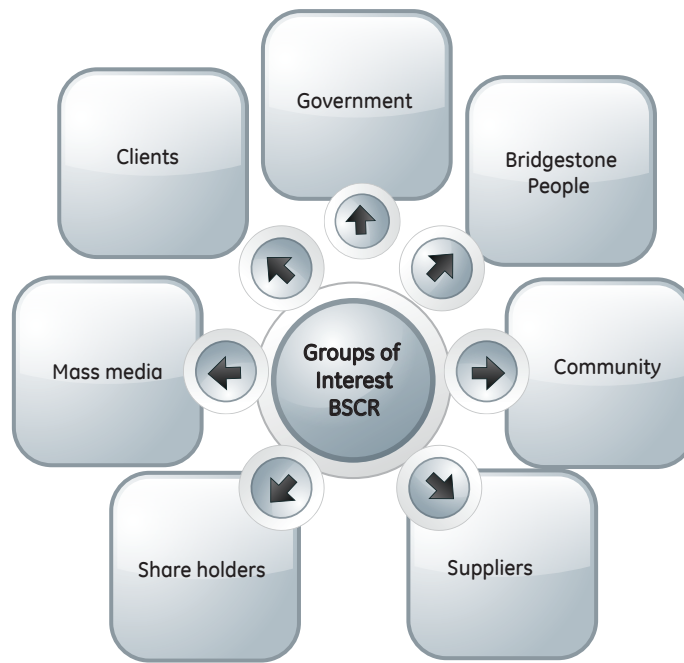 Government
Clients
Bridgestone
People
Groups of
Interest
BSCR
Mass media
Community
Share holders
Suppliers